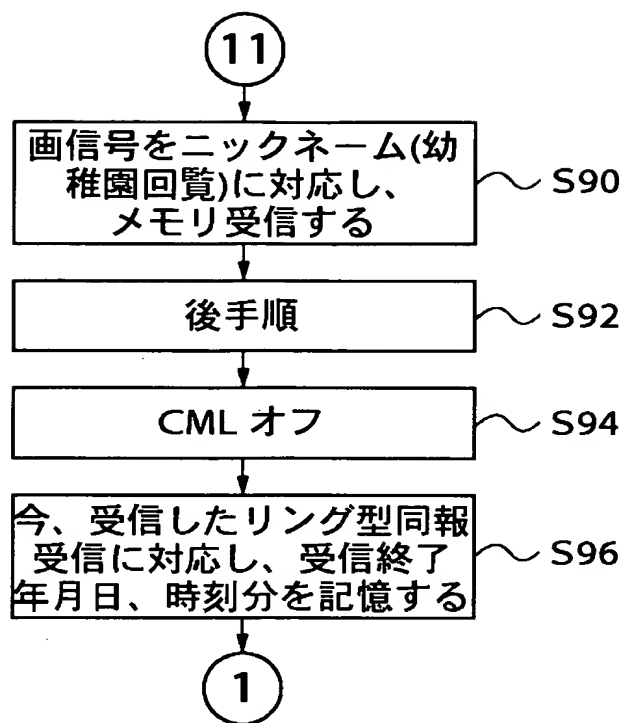 11
画信号をニックネーム(幼
稚園回覧)に対応し、
メモリ受信する
S90
後手順
S92
CML オフ
S94
今、受信したリング型同報
受信に対応し、受信終了
年月日、時刻分を記憶する
S96
1